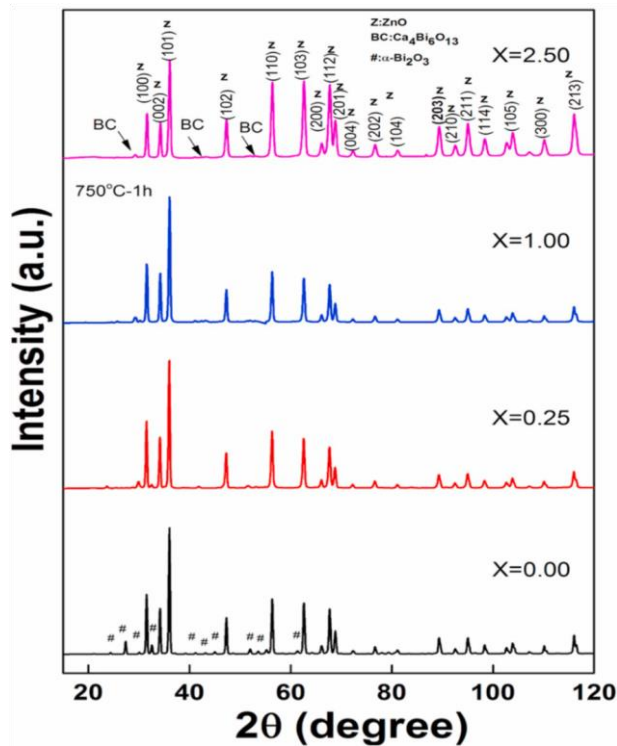 Z:ZnO
BC:Ca₄Bi₆O₁₃
#:α-Bi₂O₃
X=2.50
Z Z Z Z Z Z Z Z Z Z Z Z Z Z Z Z Z Z
(100) (002) (101) (102) (110) (103) (200) (112) (201) (004) (202) (104) (203) (210) (211) (114) (105) (300) (213)
BC BC BC
750°C-1h
X=1.00
X=0.25
X=0.00
# # # # # # # # # #
Intensity (a.u.)
20 40 60 80 100 120
2θ (degree)